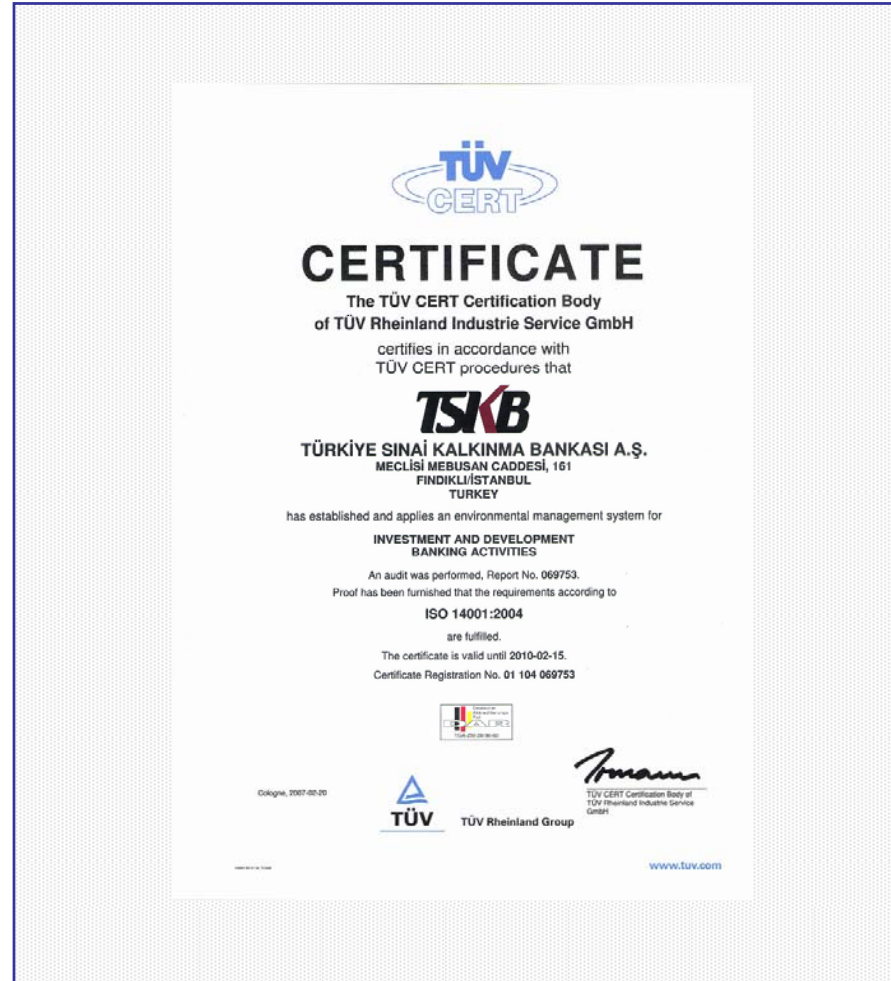 TÜV
CERT
CERTIFICATE
The TÜV CERT Certification Body
of TÜV Rheinland Industrie Service GmbH
certifies in accordance with
TÜV CERT procedures that
TSKB
TÜRKİYE SINAİ KALKINMA BANKASI A.Ş.
MECLİSİ MEBUSAN CADDESİ, 161
FINDIKLI/İSTANBUL
TURKEY
has established and applies an environmental management system for
INVESTMENT AND DEVELOPMENT
BANKING ACTIVITIES
An audit was performed, Report No. 069753.
Proof has been furnished that the requirements according to
ISO 14001:2004
are fulfilled.
The certificate is valid until 2010-02-15.
Certificate Registration No. 01 104 069753
DAR
Cologne, 2007-02-20
TÜV
TÜV Rheinland Group
TÜV CERT Certification Body of
TÜV Rheinland Industrie Service
GmbH
www.tuv.com